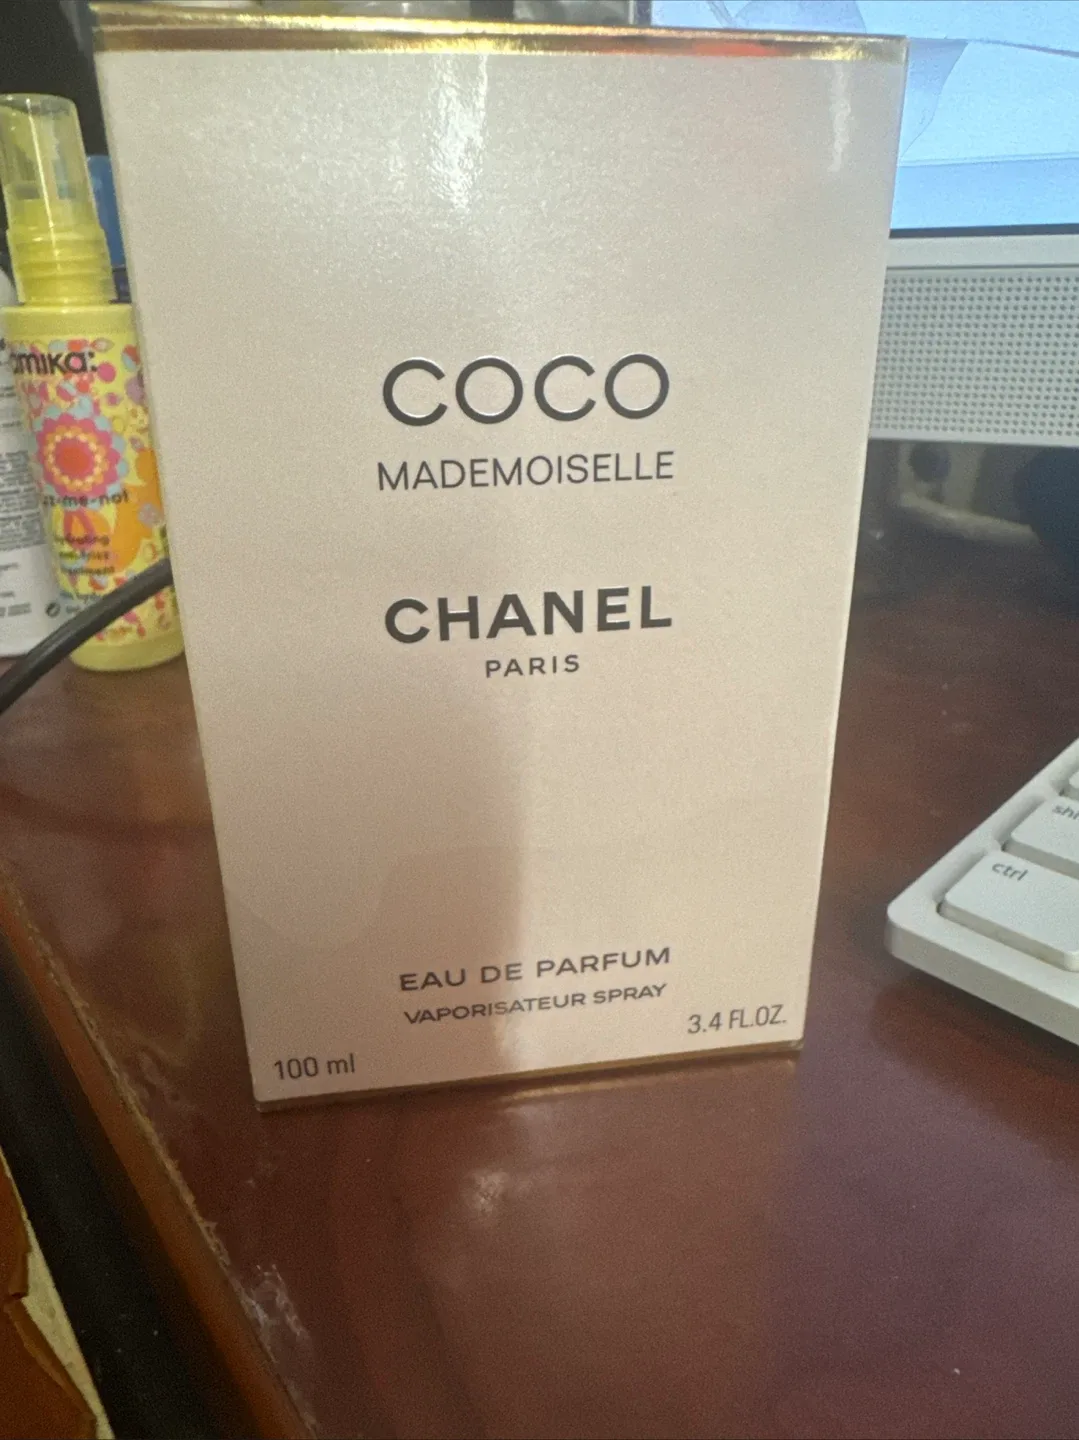 COCO
MADEMOISELLE
CHANEL
PARIS
EAU DE PARFUM
VAPORISATEUR SPRAY
100 ml
3.4 FL.OZ.
amika:
ctrl